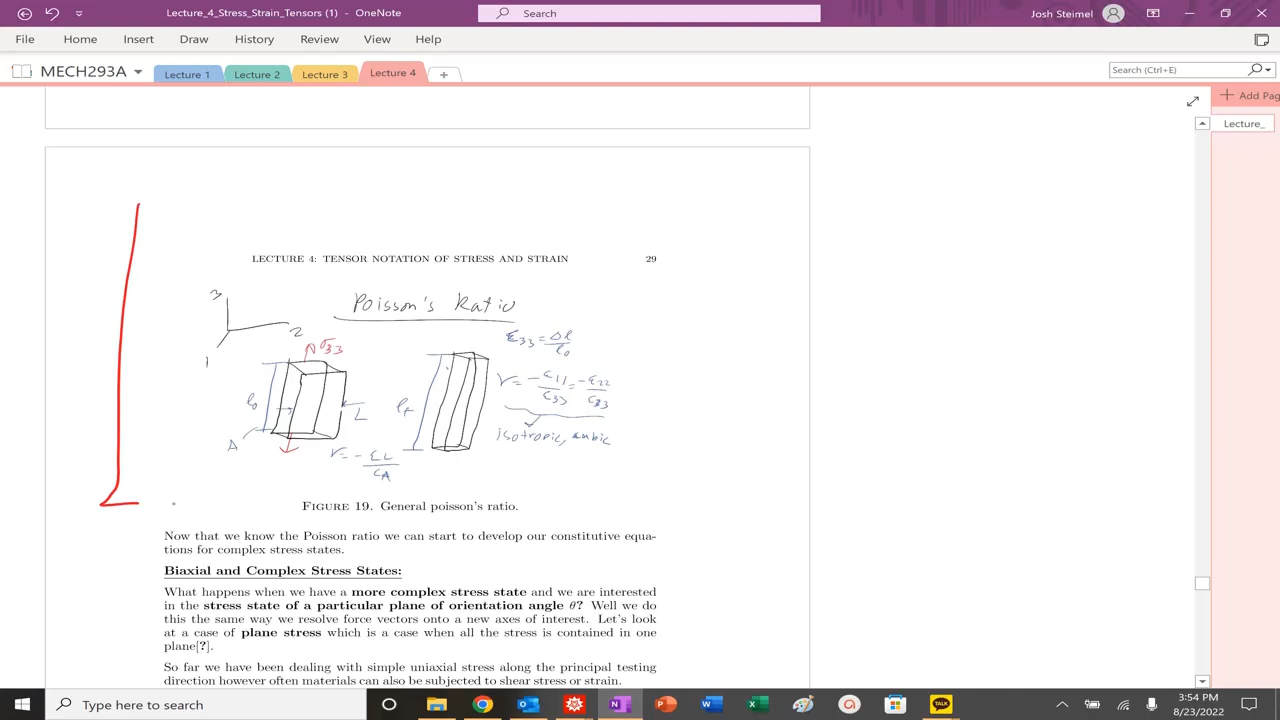 Lecture_4_Stress_Strain_Tensors (1) - OneNote
Search
Josh Steimel
File Home Insert Draw History Review View Help
MECH293A
Lecture 1
Lecture 2
Lecture 3
Lecture 4
Search (Ctrl+E)
Add Pag
Lecture_
LECTURE 4: TENSOR NOTATION OF STRESS AND STRAIN 29
Poisson's Ratio
3
2
1
σ33
l0
L
A
ν = - εL / εA
lf
ε33 = Δl / l0
ν = -ε11 / ε33 = -ε22 / ε33
isotropic, cubic
Figure 19. General poisson's ratio.
Now that we know the Poisson ratio we can start to develop our constitutive equa-
tions for complex stress states.
Biaxial and Complex Stress States:
What happens when we have a more complex stress state and we are interested
in the stress state of a particular plane of orientation angle θ? Well we do
this the same way we resolve force vectors onto a new axes of interest. Let's look
at a case of plane stress which is a case when all the stress is contained in one
plane[?].
So far we have been dealing with simple uniaxial stress along the principal testing
direction however often materials can also be subjected to shear stress or strain.
Type here to search
TALK
3:54 PM
8/23/2022